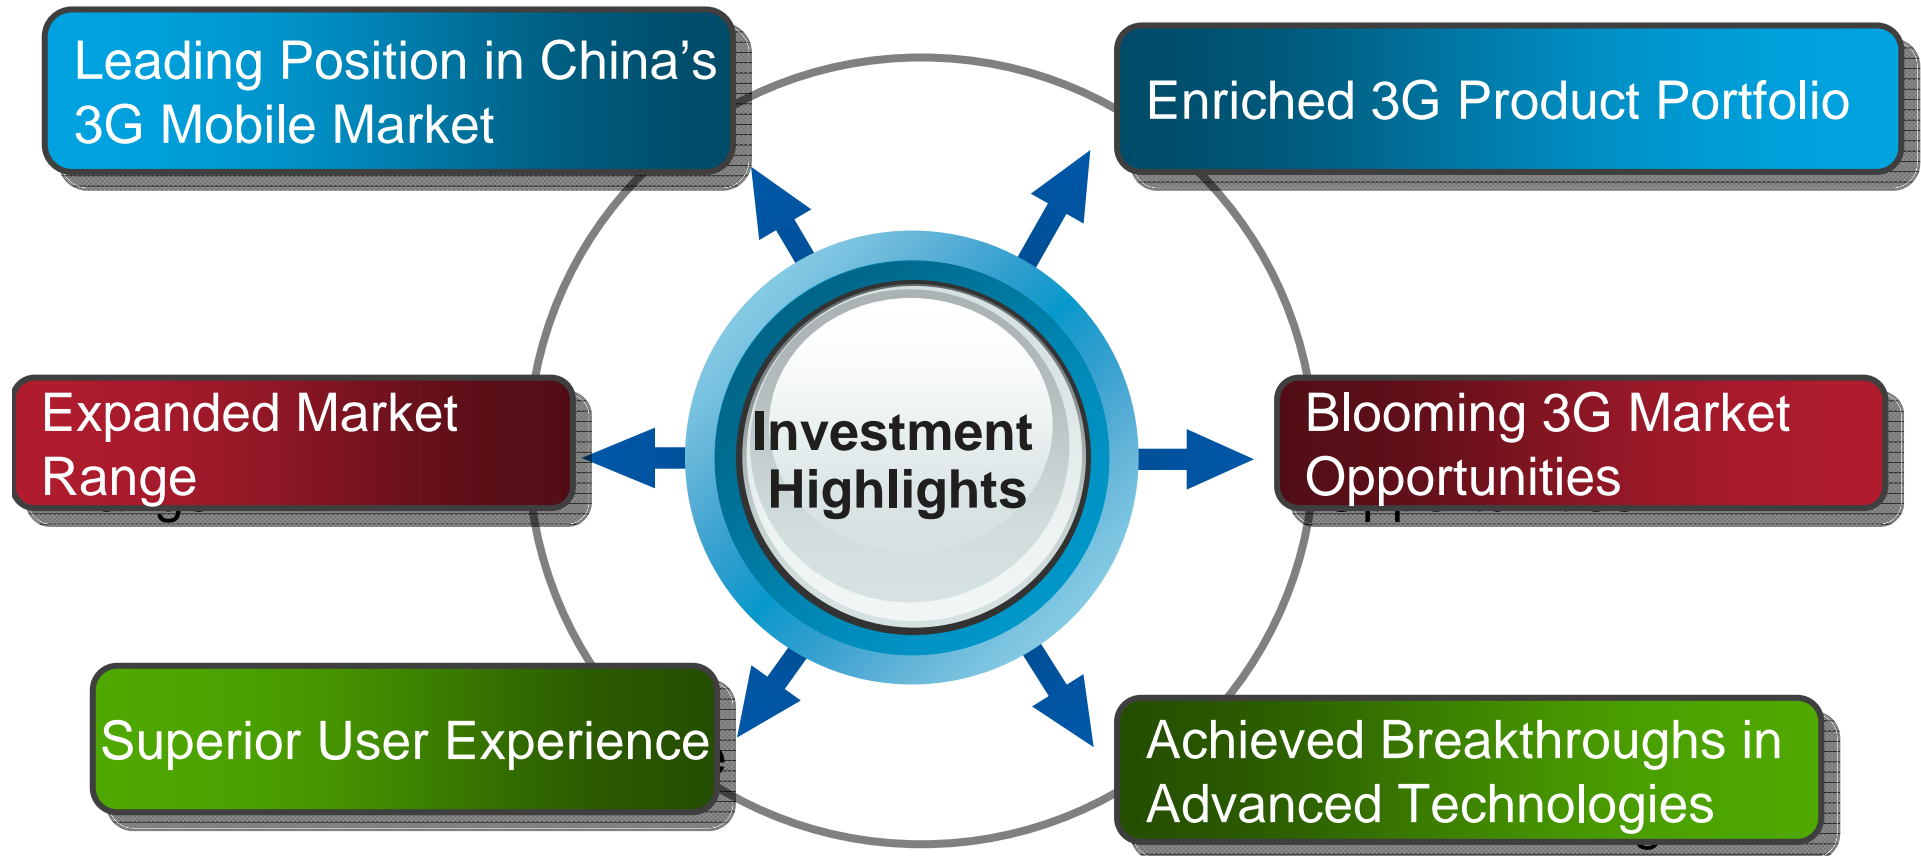 Leading Position in China’s
3G Mobile Market
Enriched 3G Product Portfolio
Expanded Market
Range
Investment
Highlights
Blooming 3G Market
Opportunities
Superior User Experience
Achieved Breakthroughs in
Advanced Technologies